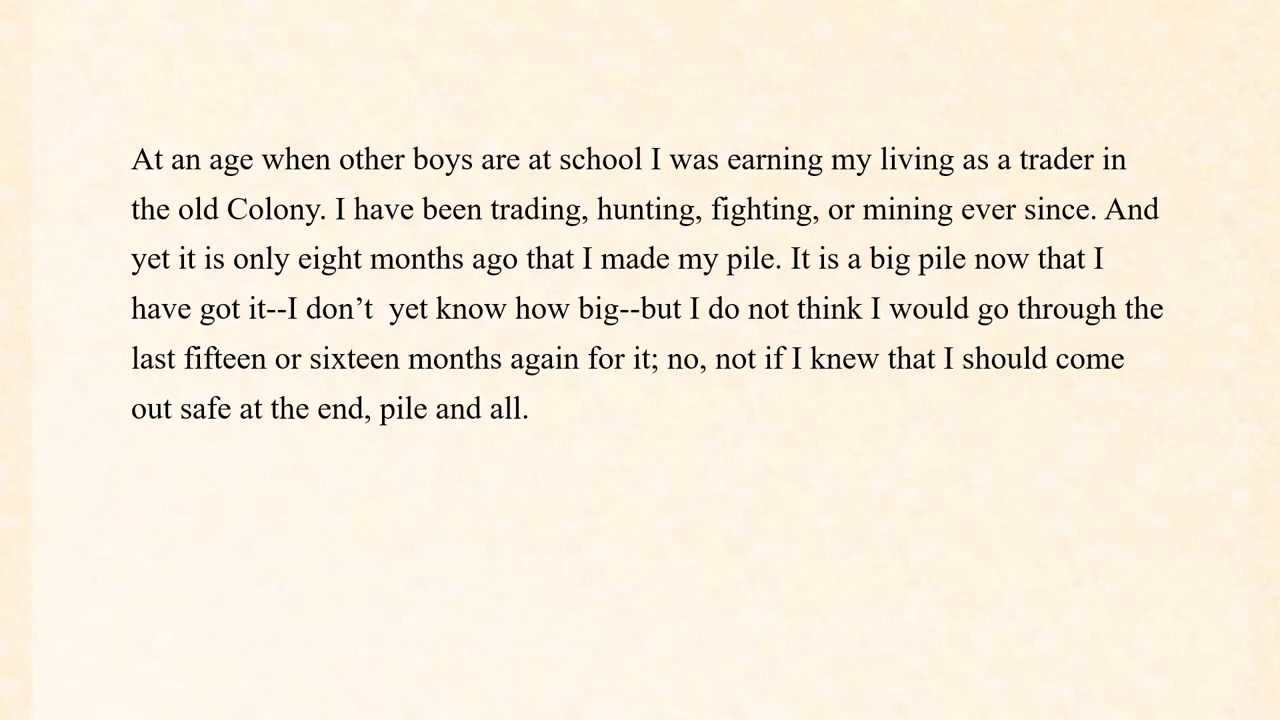 At an age when other boys are at school I was earning my living as a trader in
the old Colony. I have been trading, hunting, fighting, or mining ever since. And
yet it is only eight months ago that I made my pile. It is a big pile now that I
have got it--I don’t  yet know how big--but I do not think I would go through the
last fifteen or sixteen months again for it; no, not if I knew that I should come
out safe at the end, pile and all.